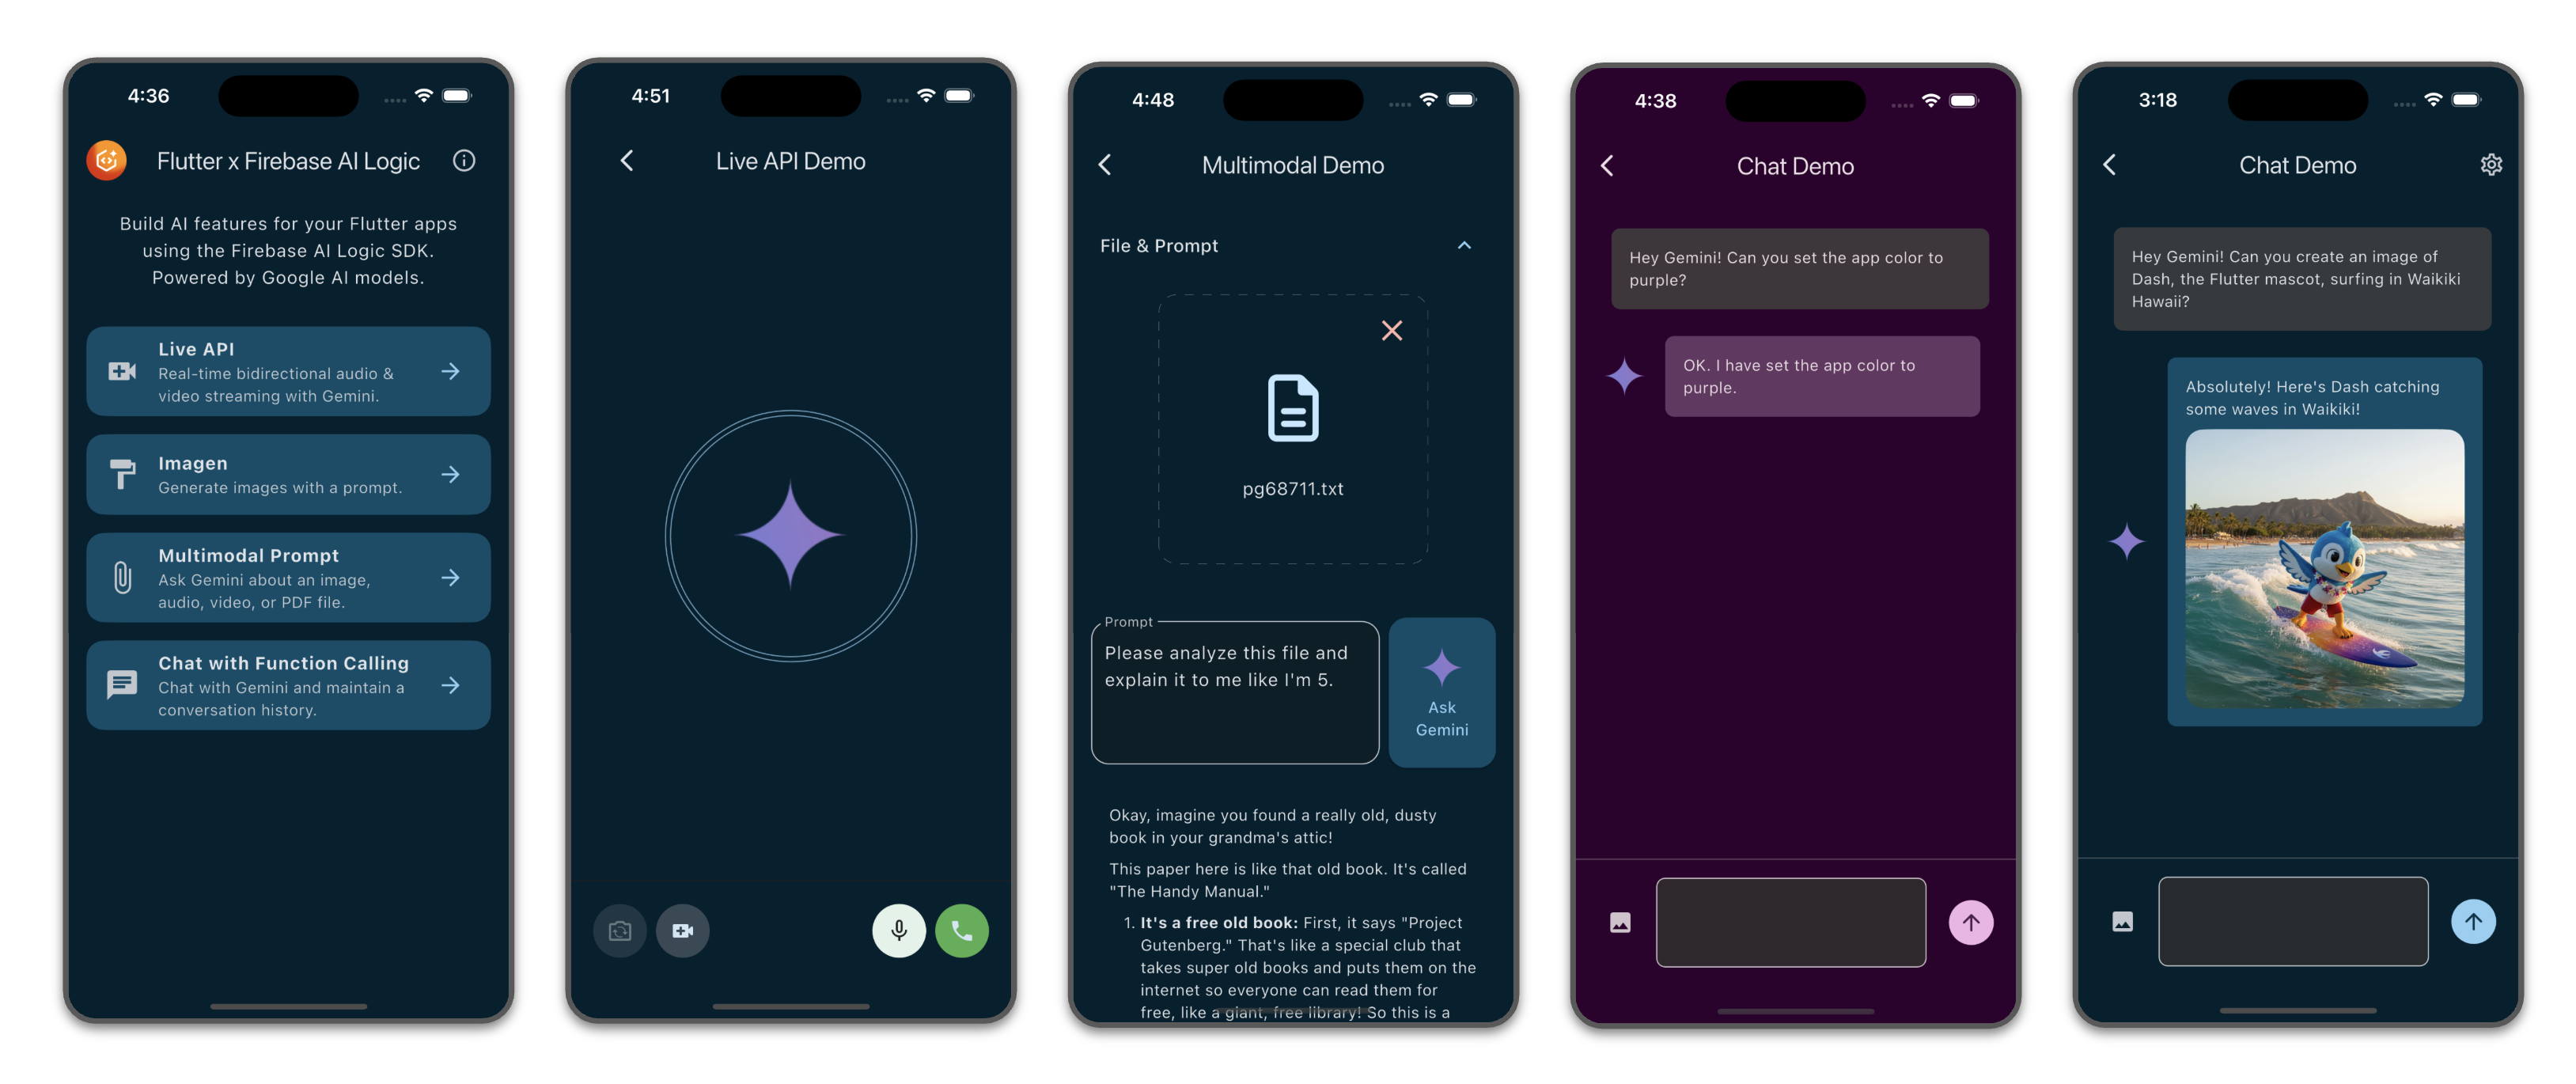 4:36
Flutter x Firebase AI Logic
Build AI features for your Flutter apps
using the Firebase AI Logic SDK.
Powered by Google AI models.
Live API
Real-time bidirectional audio &
video streaming with Gemini.
Imagen
Generate images with a prompt.
Multimodal Prompt
Ask Gemini about an image,
audio, video, or PDF file.
Chat with Function Calling
Chat with Gemini and maintain a
conversation history.
4:51
Live API Demo
4:48
Multimodal Demo
File & Prompt
pg68711.txt
Prompt
Please analyze this file and
explain it to me like I'm 5.
Ask
Gemini
Okay, imagine you found a really old, dusty
book in your grandma's attic!
This paper here is like that old book. It's called
"The Handy Manual."
1. It's a free old book: First, it says "Project
Gutenberg." That's like a special club that
takes super old books and puts them on the
internet so everyone can read them for
free, like a giant, free library! So this is a
4:38
Chat Demo
Hey Gemini! Can you set the app color to
purple?
OK. I have set the app color to
purple.
3:18
Chat Demo
Hey Gemini! Can you create an image of
Dash, the Flutter mascot, surfing in Waikiki
Hawaii?
Absolutely! Here's Dash catching
some waves in Waikiki!